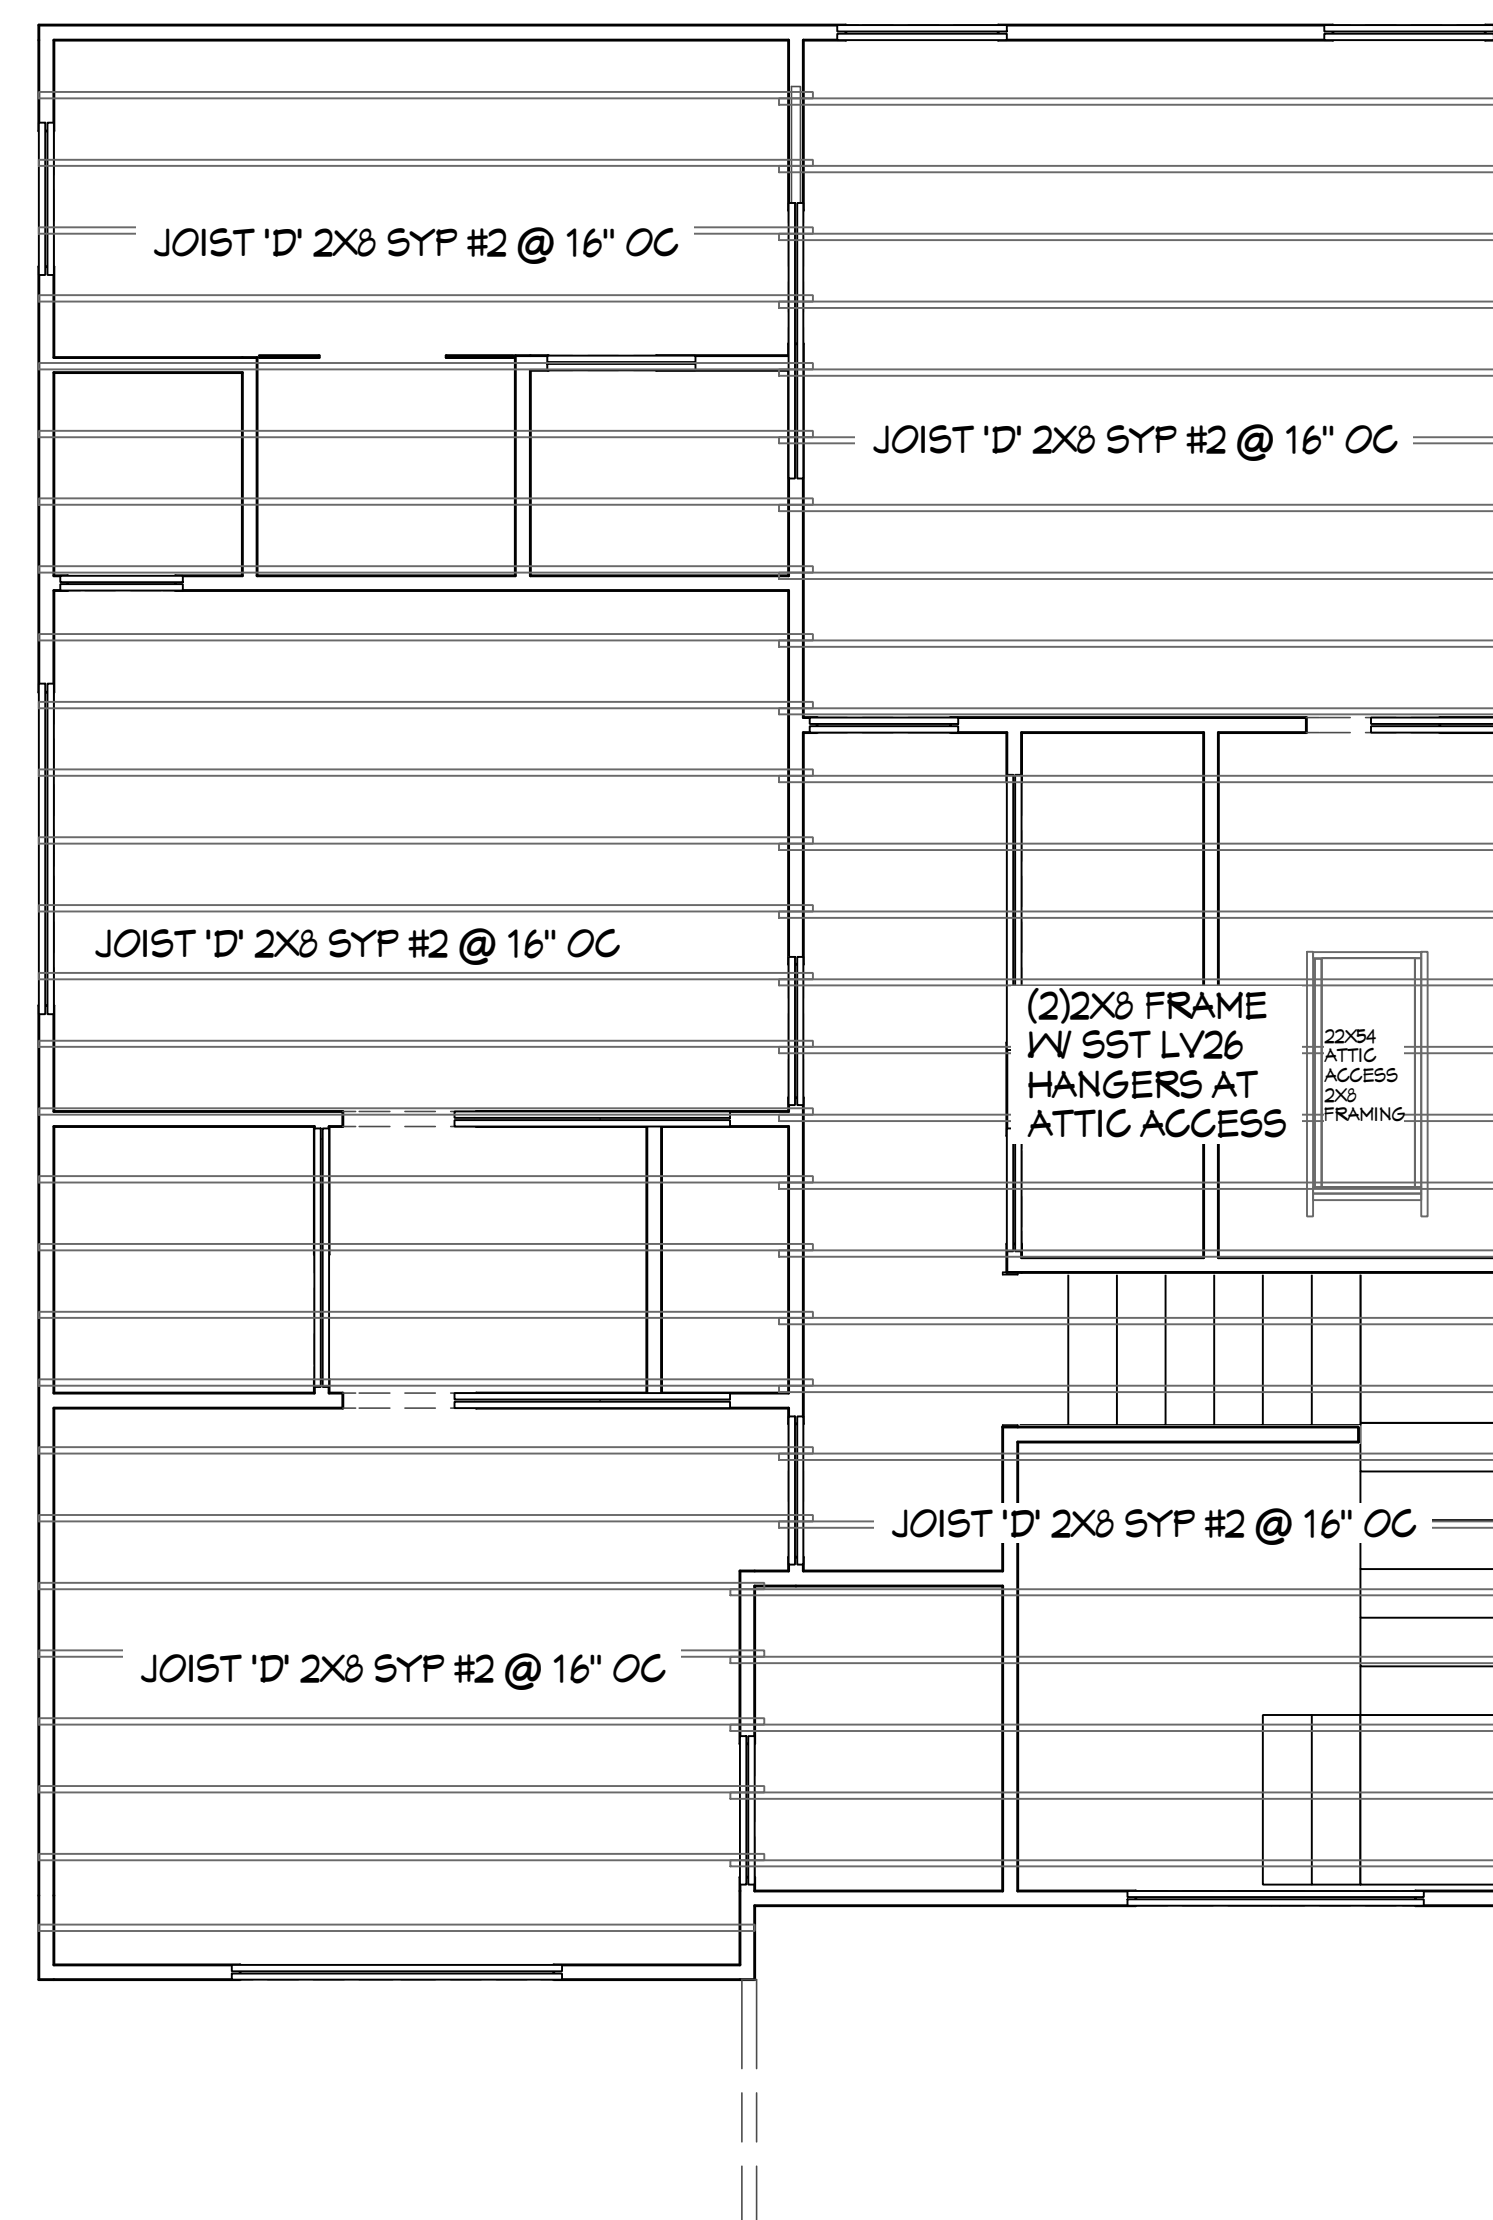 JOIST 'D' 2X8 SYP #2 @ 16" OC
JOIST 'D' 2X8 SYP #2 @ 16" OC
JOIST 'D' 2X8 SYP #2 @ 16" OC
(2)2X8 FRAME
W/ SST LV26
HANGERS AT
ATTIC ACCESS
22X54
ATTIC
ACCESS
2X8
FRAMING
JOIST 'D' 2X8 SYP #2 @ 16" OC
JOIST 'D' 2X8 SYP #2 @ 16" OC